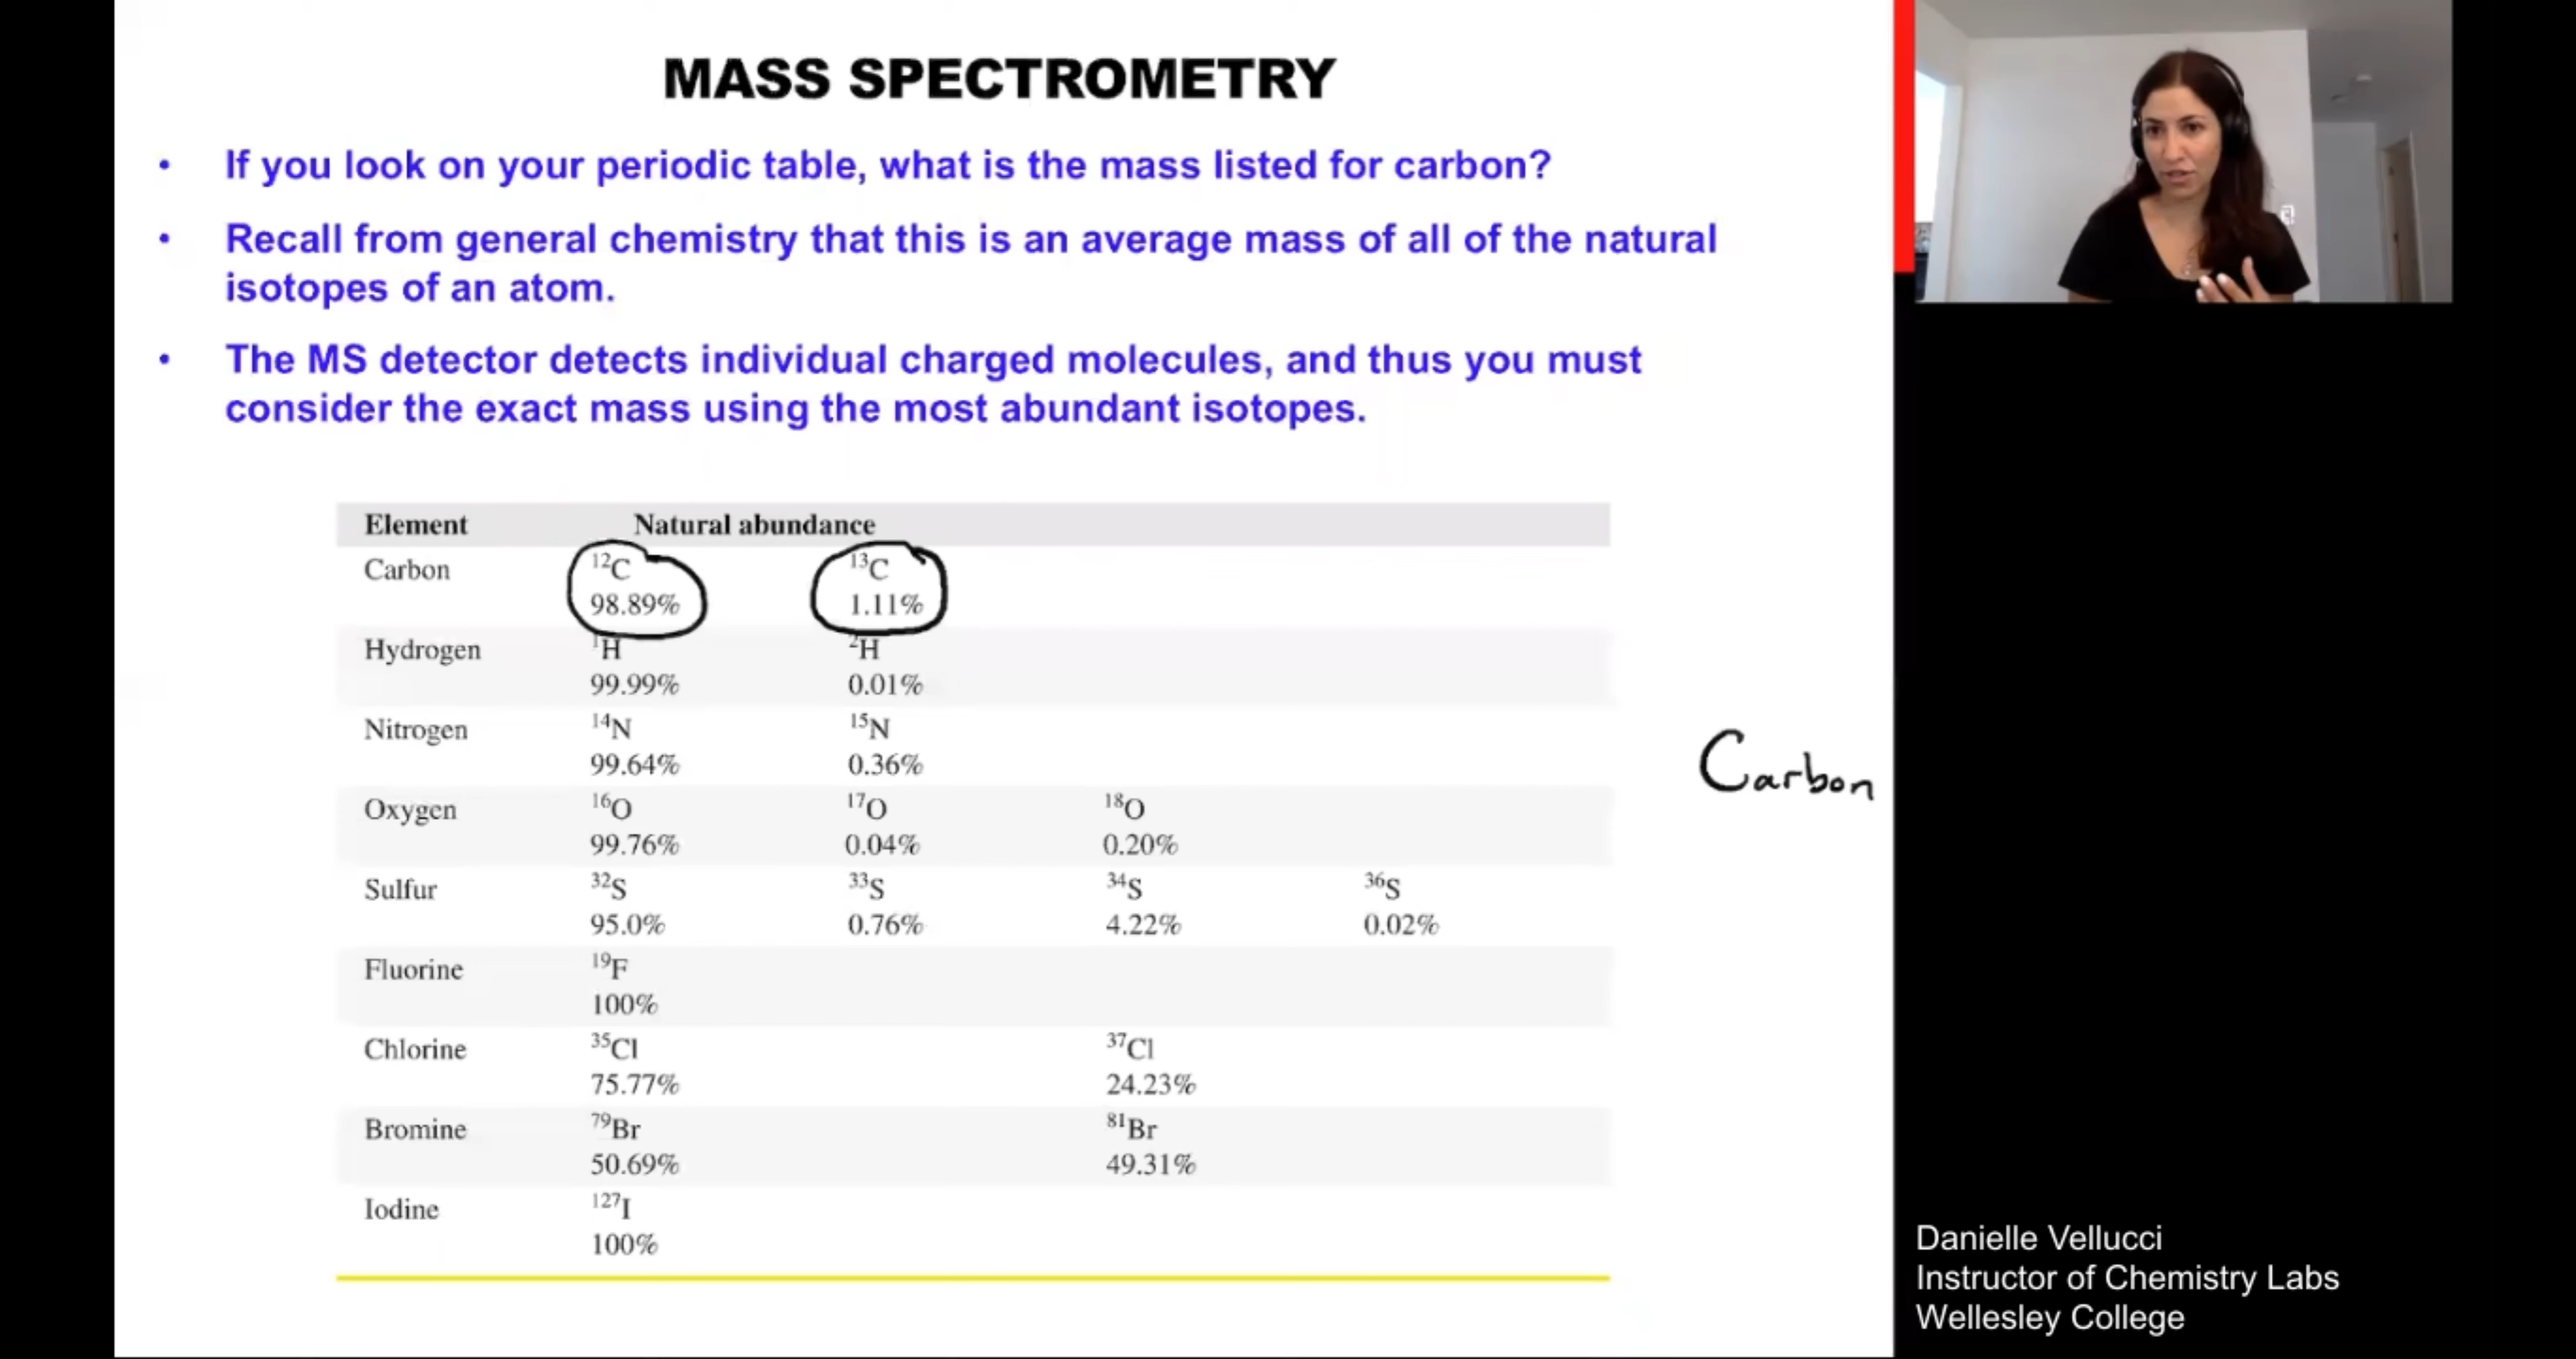 MASS SPECTROMETRY
• If you look on your periodic table, what is the mass listed for carbon?
• Recall from general chemistry that this is an average mass of all of the natural
isotopes of an atom.
• The MS detector detects individual charged molecules, and thus you must
consider the exact mass using the most abundant isotopes.
Element Natural abundance
Carbon ¹²C ¹³C
98.89% 1.11%
Hydrogen ¹H ²H
99.99% 0.01%
Nitrogen ¹⁴N ¹⁵N
99.64% 0.36%
Oxygen ¹⁶O ¹⁷O ¹⁸O
99.76% 0.04% 0.20%
Sulfur ³²S ³³S ³⁴S ³⁶S
95.0% 0.76% 4.22% 0.02%
Fluorine ¹⁹F
100%
Chlorine ³⁵Cl ³⁷Cl
75.77% 24.23%
Bromine ⁷⁹Br ⁸¹Br
50.69% 49.31%
Iodine ¹²⁷I
100%
Carbon
Danielle Vellucci
Instructor of Chemistry Labs
Wellesley College